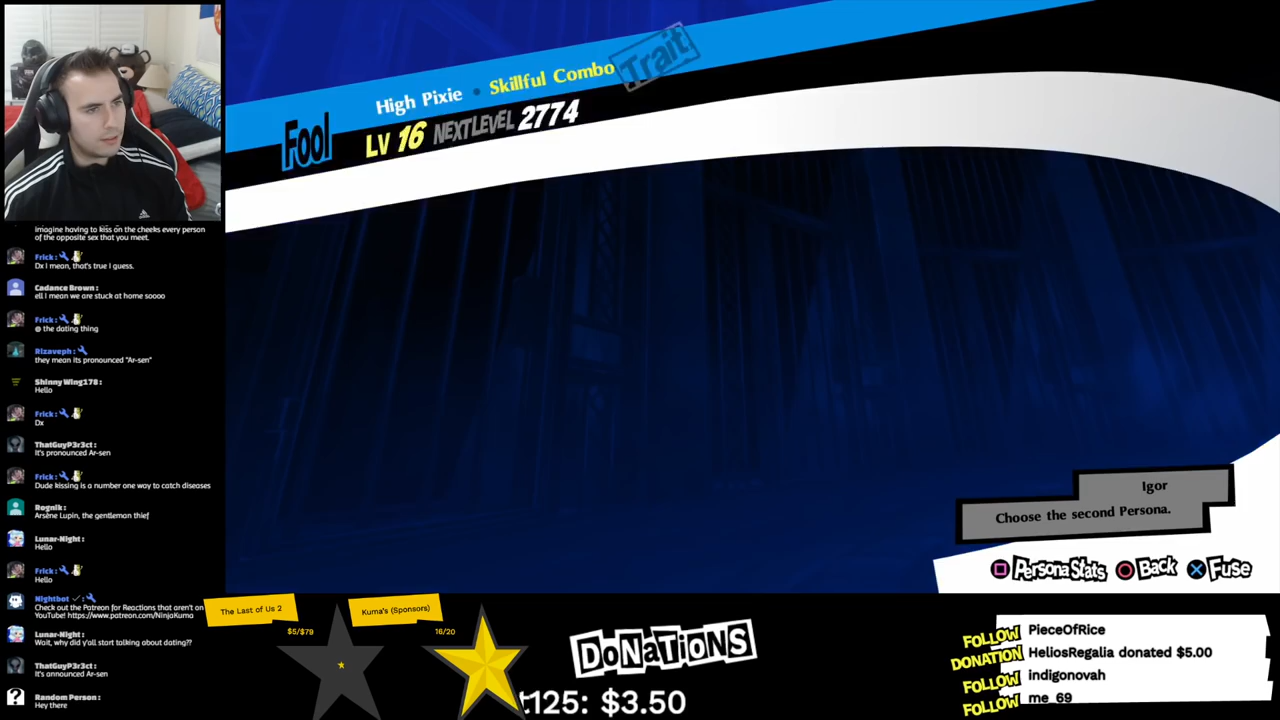 High Pixie • Skillful Combo Trait
Fool
LV 16 NEXT LEVEL 2774
imagine having to kiss on the cheeks every person
of the opposite sex that you meet.
Frick :
Dx I mean, that's true I guess.
Cadance Brown :
ell I mean we are stuck at home soooo
Frick :
@ the dating thing
Rizaveph :
they mean its pronounced "Ar-sen"
Shinny Wing178 :
Hello
Frick :
Dx
ThatGuyP3r3ct :
It's pronounced Ar-sen
Frick :
Dude kissing is a number one way to catch diseases
Rognik :
Arsène Lupin, the gentleman thief
Lunar-Night :
Hello
Frick :
Hello
Nightbot ✓ :
Check out the Patreon for Reactions that aren't on
YouTube! https://www.patreon.com/NinjaKuma
Lunar-Night :
Wait, why did y'all start talking about dating??
ThatGuyP3r3ct :
It's announced Ar-sen
Random Person :
Hey there
Igor
Choose the second Persona.
Persona Stats Back Fuse
The Last of Us 2
$5/$79
Kuma's (Sponsors)
16/20
DONATIONS
t125: $3.50
FOLLOW PieceOfRice
DONATION HeliosRegalia donated $5.00
FOLLOW indigonovah
FOLLOW me_69